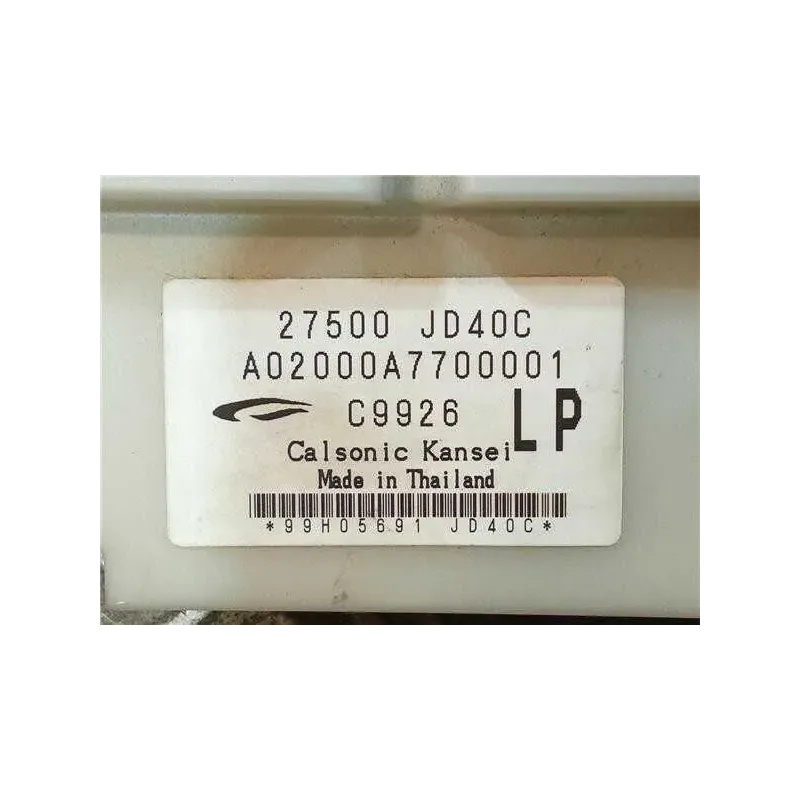 27500 JD40C
A02000A7700001
C9926 LP
Calsonic Kansei
Made in Thailand
*99H05691 JD40C*